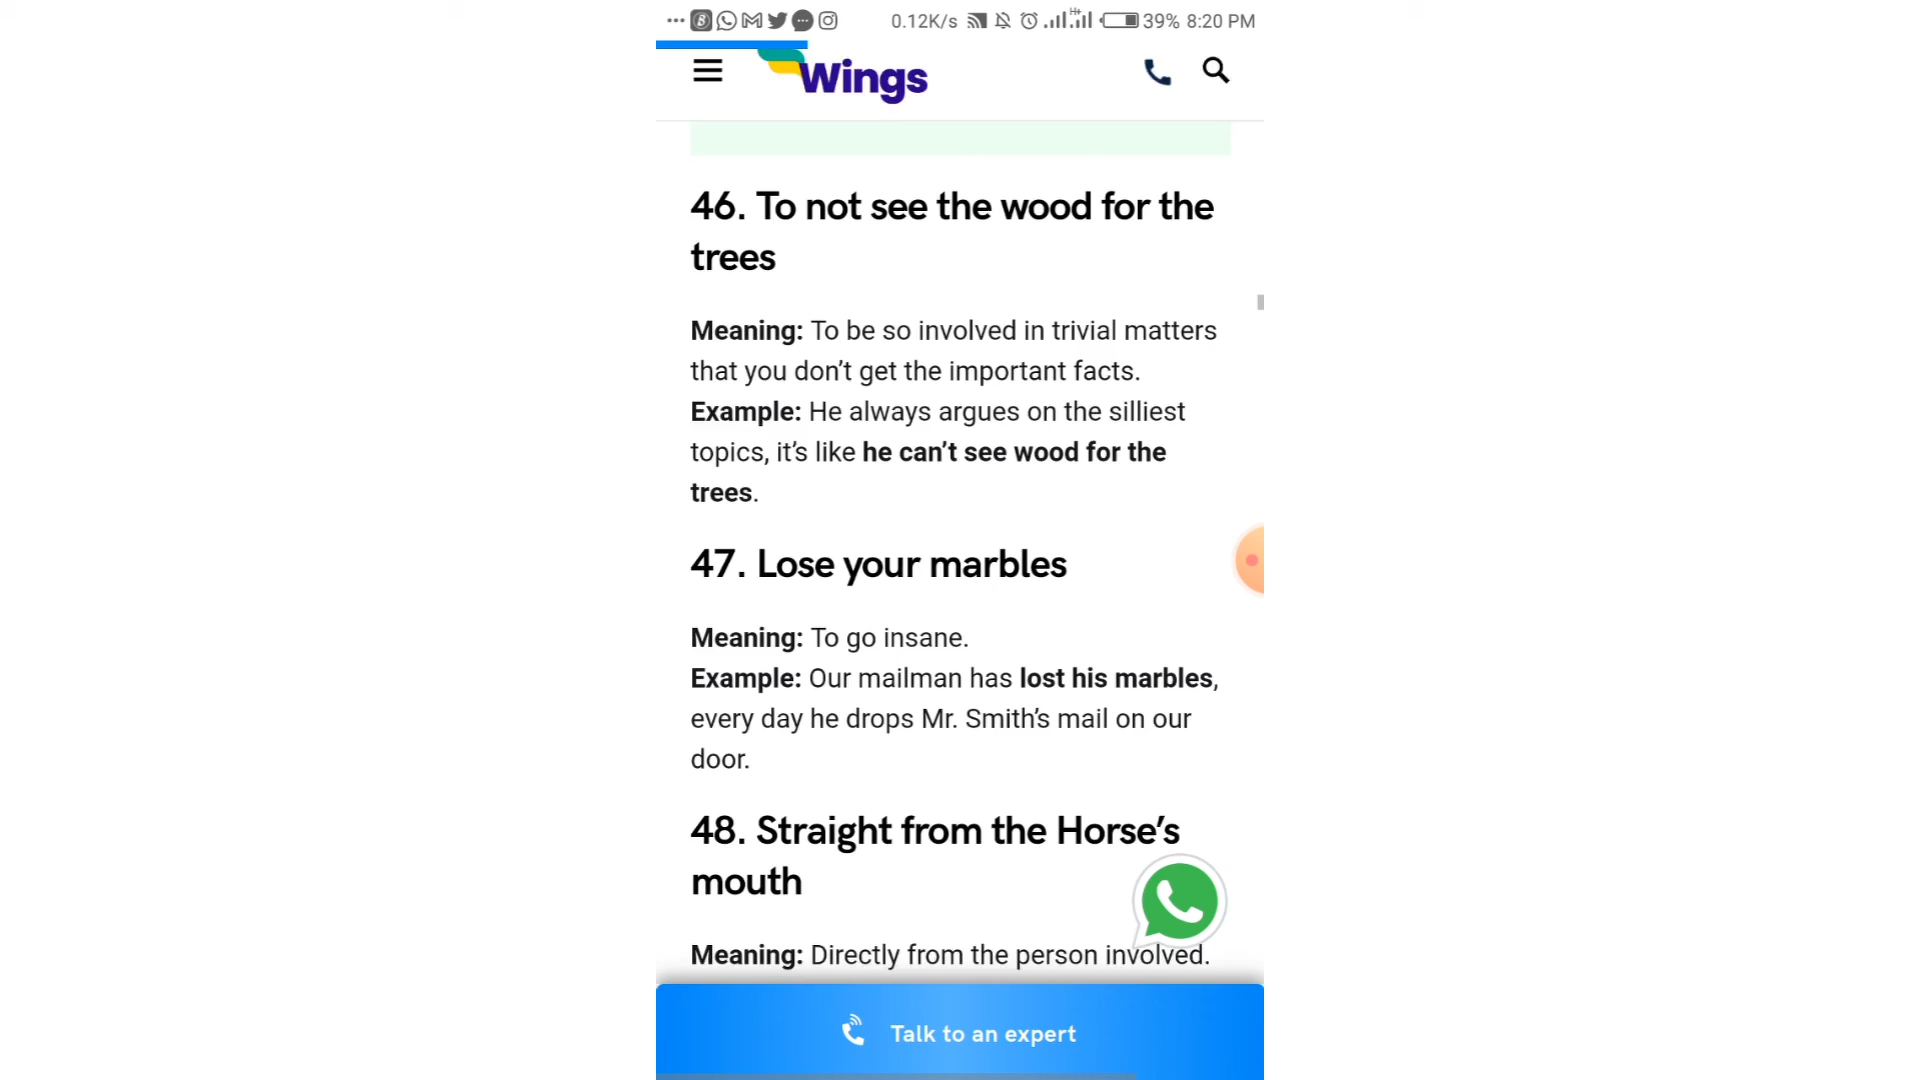 0.12K/s 39% 8:20 PM
Wings
46. To not see the wood for the
trees
Meaning: To be so involved in trivial matters
that you don’t get the important facts.
Example: He always argues on the silliest
topics, it’s like he can’t see wood for the
trees.
47. Lose your marbles
Meaning: To go insane.
Example: Our mailman has lost his marbles,
every day he drops Mr. Smith’s mail on our
door.
48. Straight from the Horse’s
mouth
Meaning: Directly from the person involved.
Talk to an expert